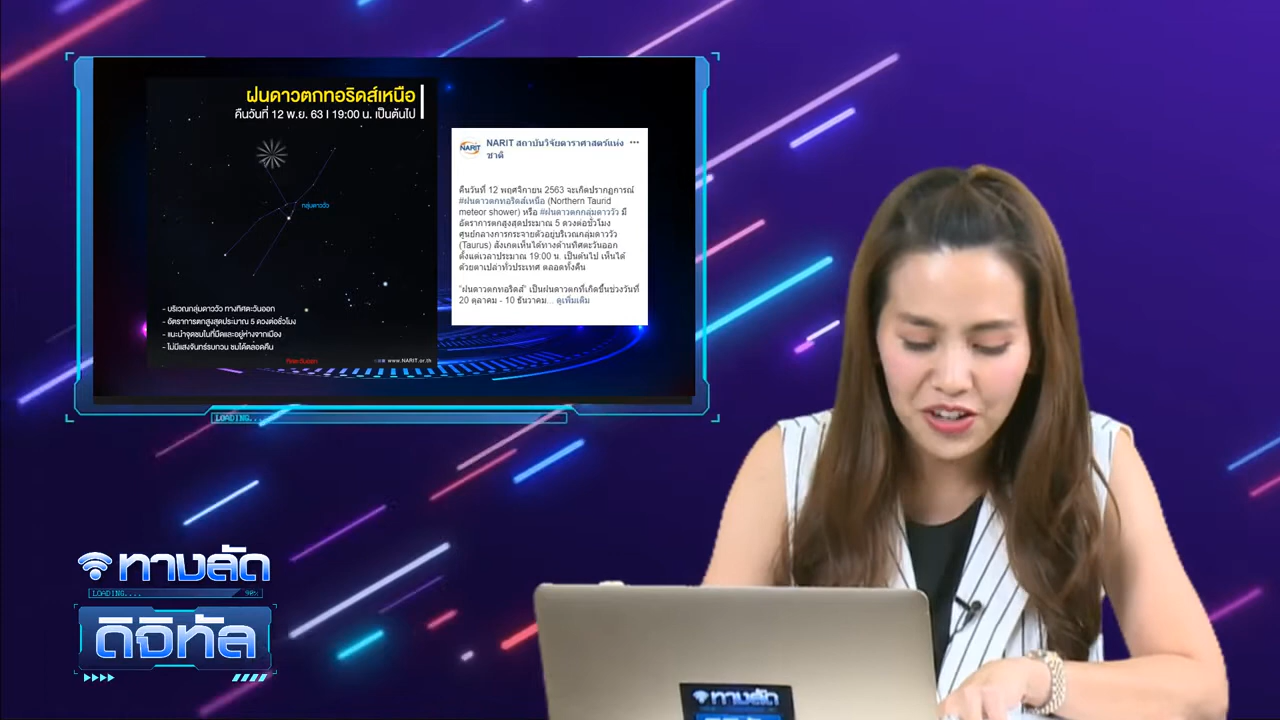 ฝนดาวตกทอริดส์เหนือ
คืนวันที่ 12 พ.ย. 63 l 19:00 น. เป็นต้นไป
กลุ่มดาววัว
- บริเวณกลุ่มดาววัว ทางทิศตะวันออก
- อัตราการตกสูงสุดประมาณ 5 ดวงต่อชั่วโมง
- แนะนำจุดชมในที่มืดและอยู่ห่างจากเมือง
- ไม่มีแสงจันทร์รบกวน ชมได้ตลอดคืน
ทิศตะวันออก
www.NARIT.or.th
NARIT
NARIT สถาบันวิจัยดาราศาสตร์แห่ง
ชาติ
คืนวันที่ 12 พฤศจิกายน 2563 จะเกิดปรากฏการณ์
#ฝนดาวตกทอริดส์เหนือ (Northern Taurid
meteor shower) หรือ #ฝนดาวตกกลุ่มดาววัว มี
อัตราการตกสูงสุดประมาณ 5 ดวงต่อชั่วโมง
ศูนย์กลางการกระจายตัวอยู่บริเวณกลุ่มดาววัว
(Taurus) สังเกตเห็นได้ทางด้านทิศตะวันออก
ตั้งแต่เวลาประมาณ 19:00 น. เป็นต้นไป เห็นได้
ด้วยตาเปล่าทั่วประเทศ ตลอดทั้งคืน
"ฝนดาวตกทอริดส์" เป็นฝนดาวตกที่เกิดขึ้นช่วงวันที่
20 ตุลาคม - 10 ธันวาคม... ดูเพิ่มเติม
LOADING...
ทางลัด
LOADING.... 90%
ดิจิทัล
ทางลัด